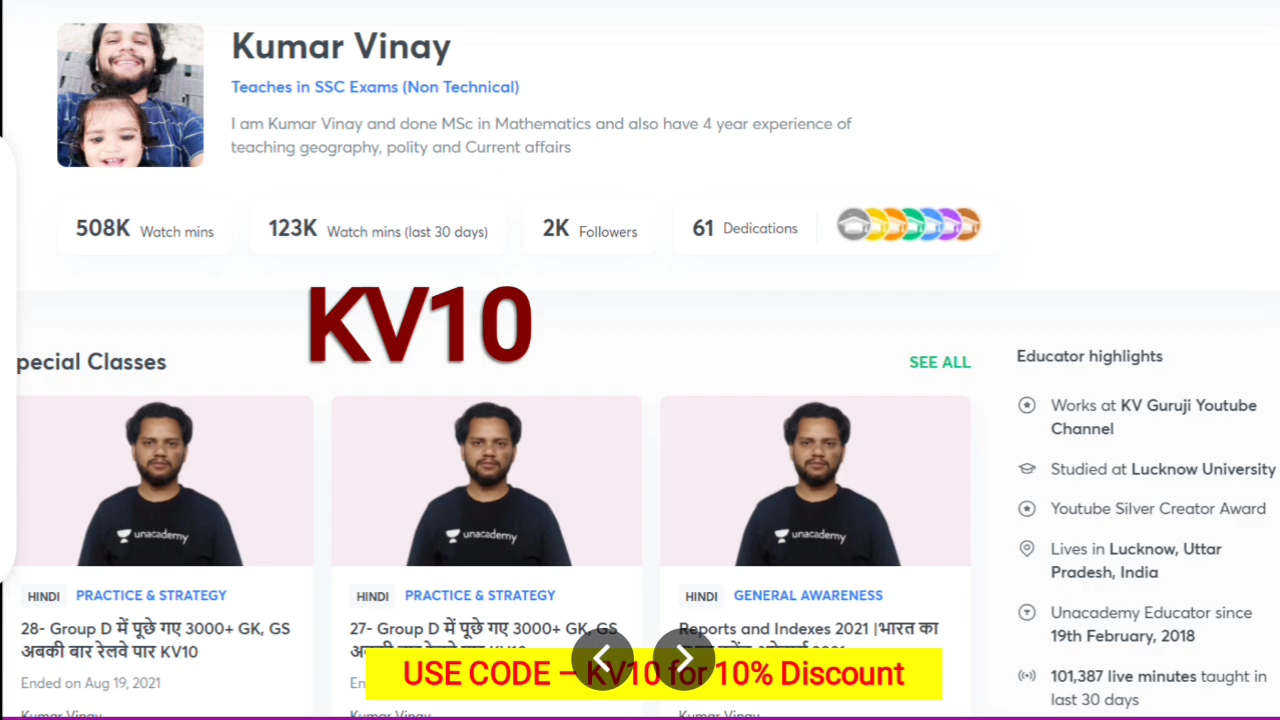 Kumar Vinay
Teaches in SSC Exams (Non Technical)
I am Kumar Vinay and done MSc in Mathematics and also have 4 year experience of
teaching geography, polity and Current affairs
508K Watch mins
123K Watch mins (last 30 days)
2K Followers
61 Dedications
KV10
pecial Classes
SEE ALL
unacademy
HINDI PRACTICE & STRATEGY
28- Group D में पूछे गए 3000+ GK, GS
अबकी बार रेलवे पार KV10
Ended on Aug 19, 2021
Kumar Vinay
unacademy
HINDI PRACTICE & STRATEGY
27- Group D में पूछे गए 3000+ GK, GS
Kumar Vinay
unacademy
HINDI GENERAL AWARENESS
Reports and Indexes 2021 |भारत का
Kumar Vinay
USE CODE – KV10 for 10% Discount
Educator highlights
Works at KV Guruji Youtube
Channel
Studied at Lucknow University
Youtube Silver Creator Award
Lives in Lucknow, Uttar
Pradesh, India
Unacademy Educator since
19th February, 2018
101,387 live minutes taught in
last 30 days